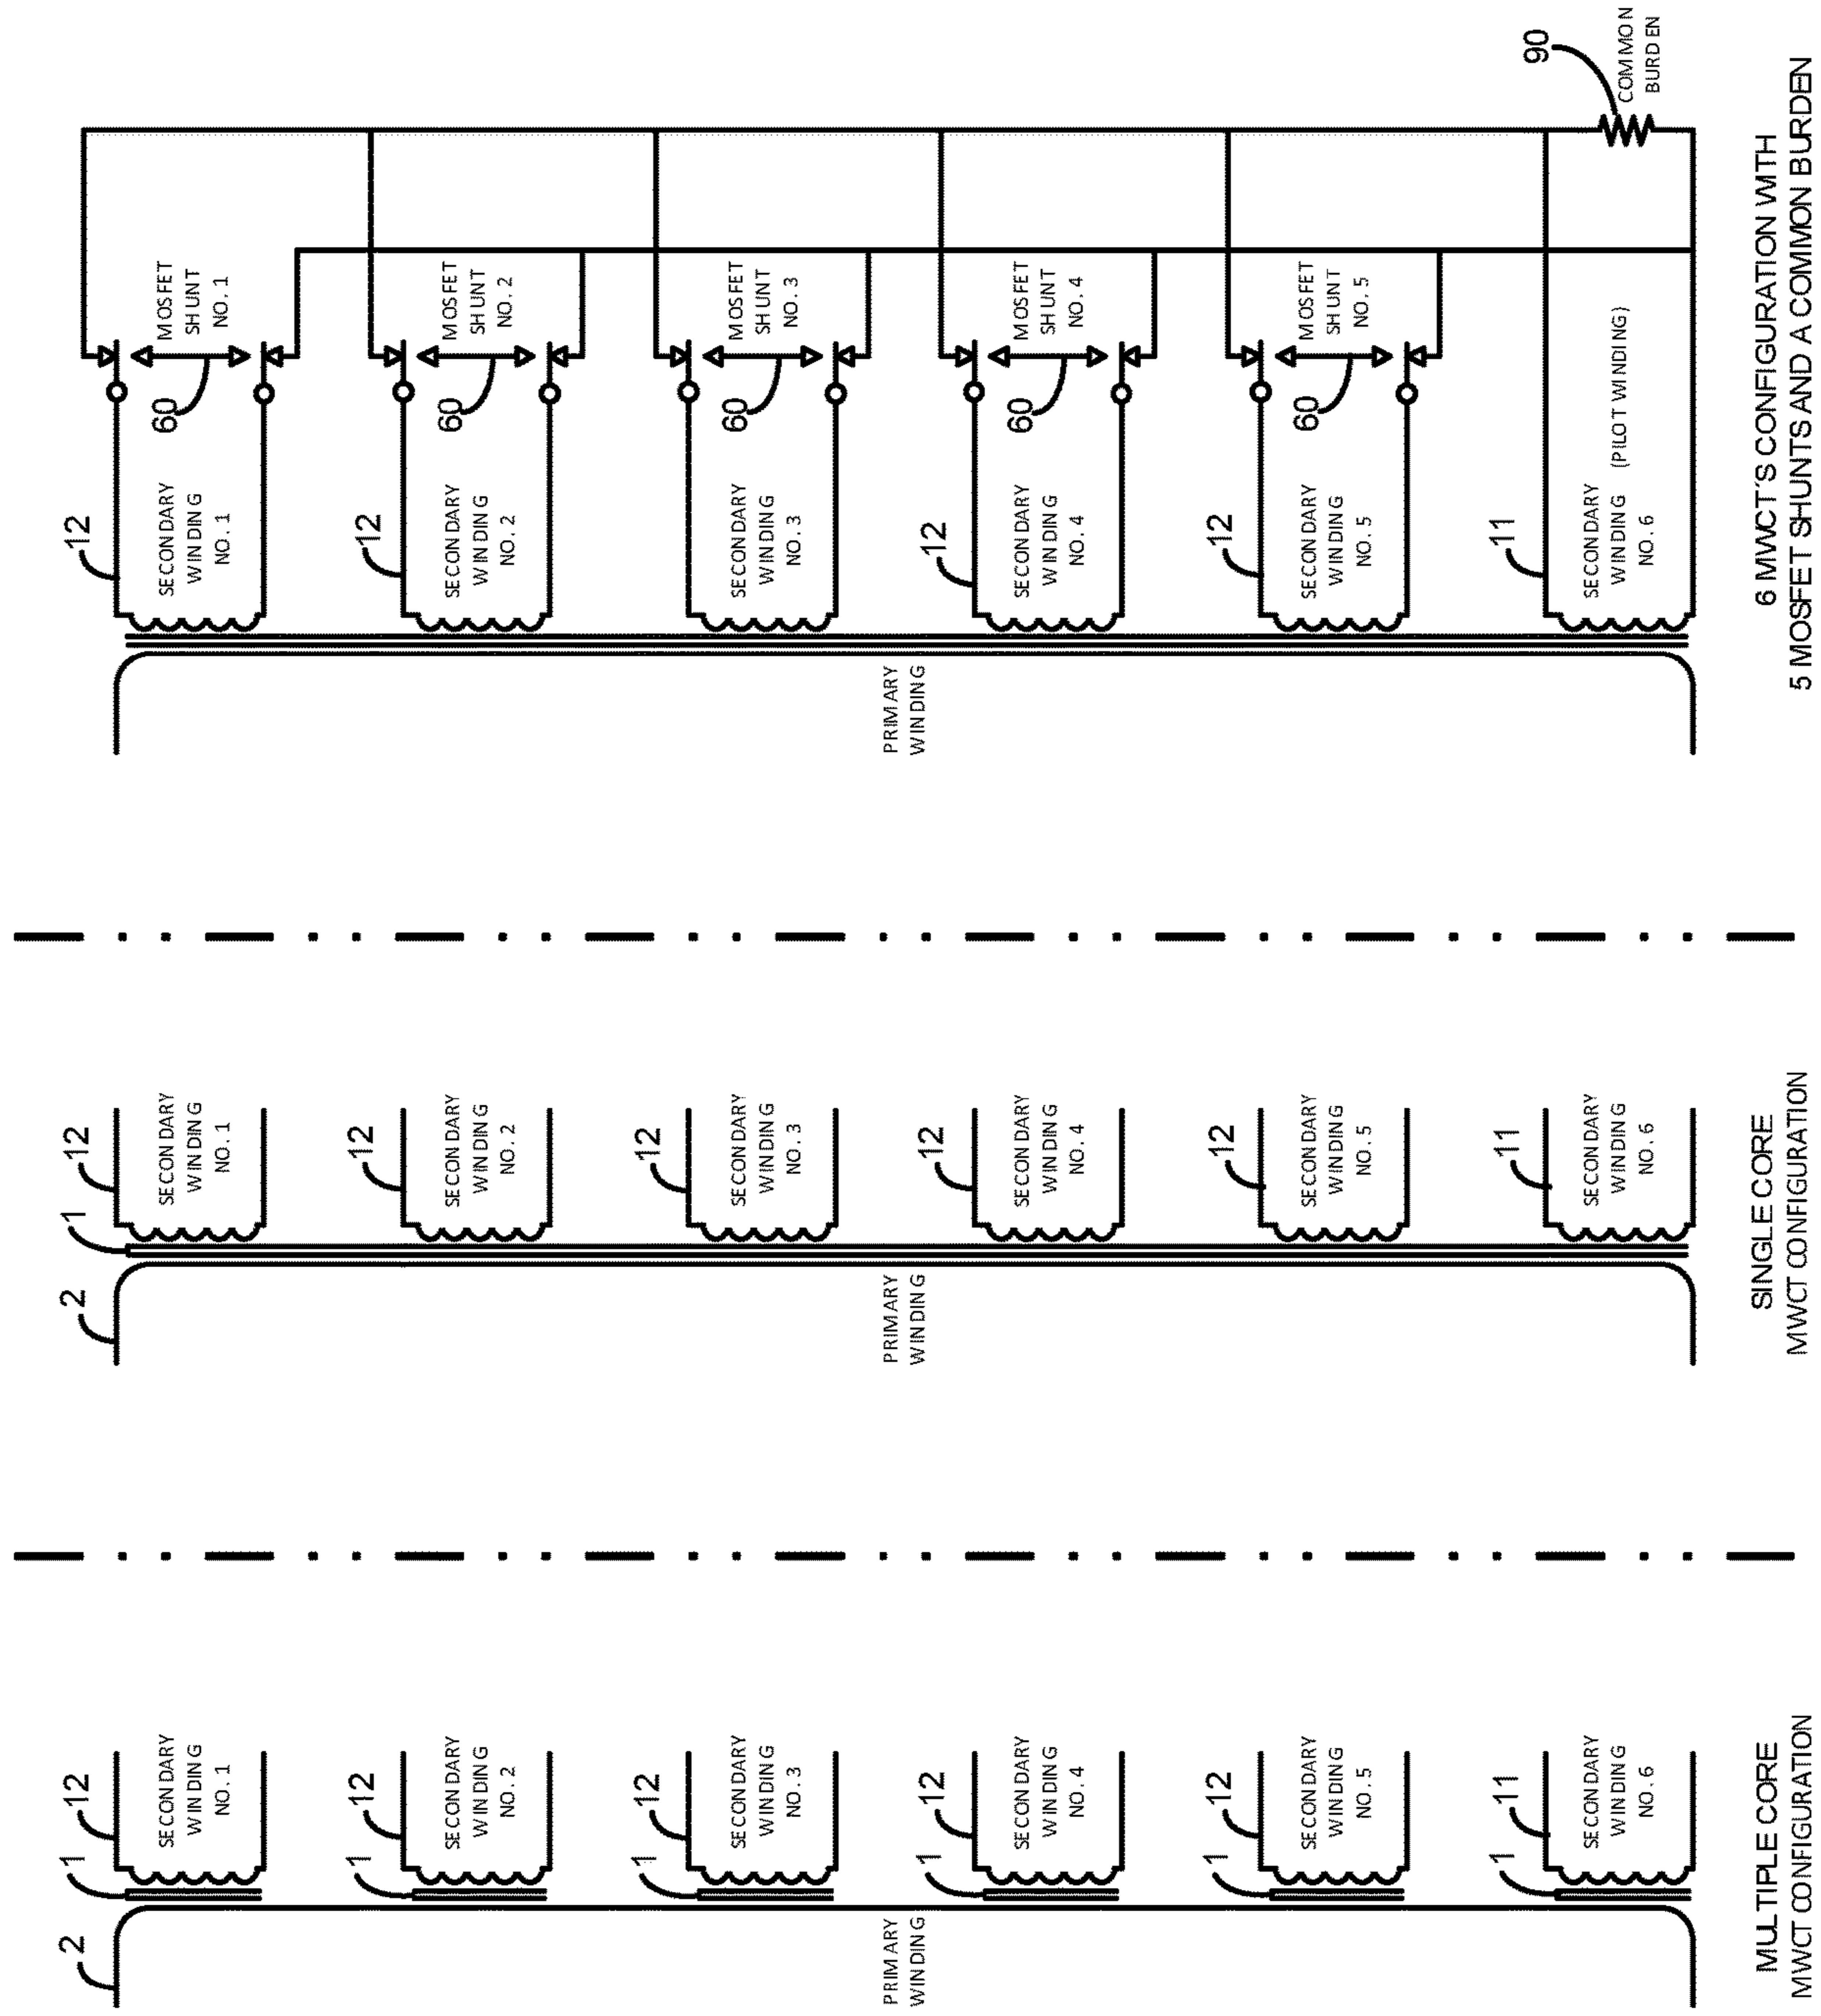 2
1
12
SECONDARY
WINDING
NO. 1
1
12
SECONDARY
WINDING
NO. 2
1
12
SECONDARY
WINDING
NO. 3
PRIMARY
WINDING
1
12
SECONDARY
WINDING
NO. 4
1
12
SECONDARY
WINDING
NO. 5
1
11
SECONDARY
WINDING
NO. 6
MULTIPLE CORE
MWCT CONFIGURATION
2
1
12
SECONDARY
WINDING
NO. 1
12
SECONDARY
WINDING
NO. 2
12
SECONDARY
WINDING
NO. 3
PRIMARY
WINDING
12
SECONDARY
WINDING
NO. 4
12
SECONDARY
WINDING
NO. 5
11
SECONDARY
WINDING
NO. 6
SINGLE CORE
MWCT CONFIGURATION
12
SECONDARY
WINDING
NO. 1
60
MOSFET
SHUNT
NO. 1
12
SECONDARY
WINDING
NO. 2
60
MOSFET
SHUNT
NO. 2
SECONDARY
WINDING
NO. 3
60
MOSFET
SHUNT
NO. 3
PRIMARY
WINDING
12
SECONDARY
WINDING
NO. 4
60
MOSFET
SHUNT
NO. 4
12
SECONDARY
WINDING
NO. 5
60
MOSFET
SHUNT
NO. 5
11
SECONDARY
WINDING (PILOT WINDING)
NO. 6
90
COMMON
BURDEN
6 MWCT'S CONFIGURATION WITH
5 MOSFET SHUNTS AND A COMMON BURDEN